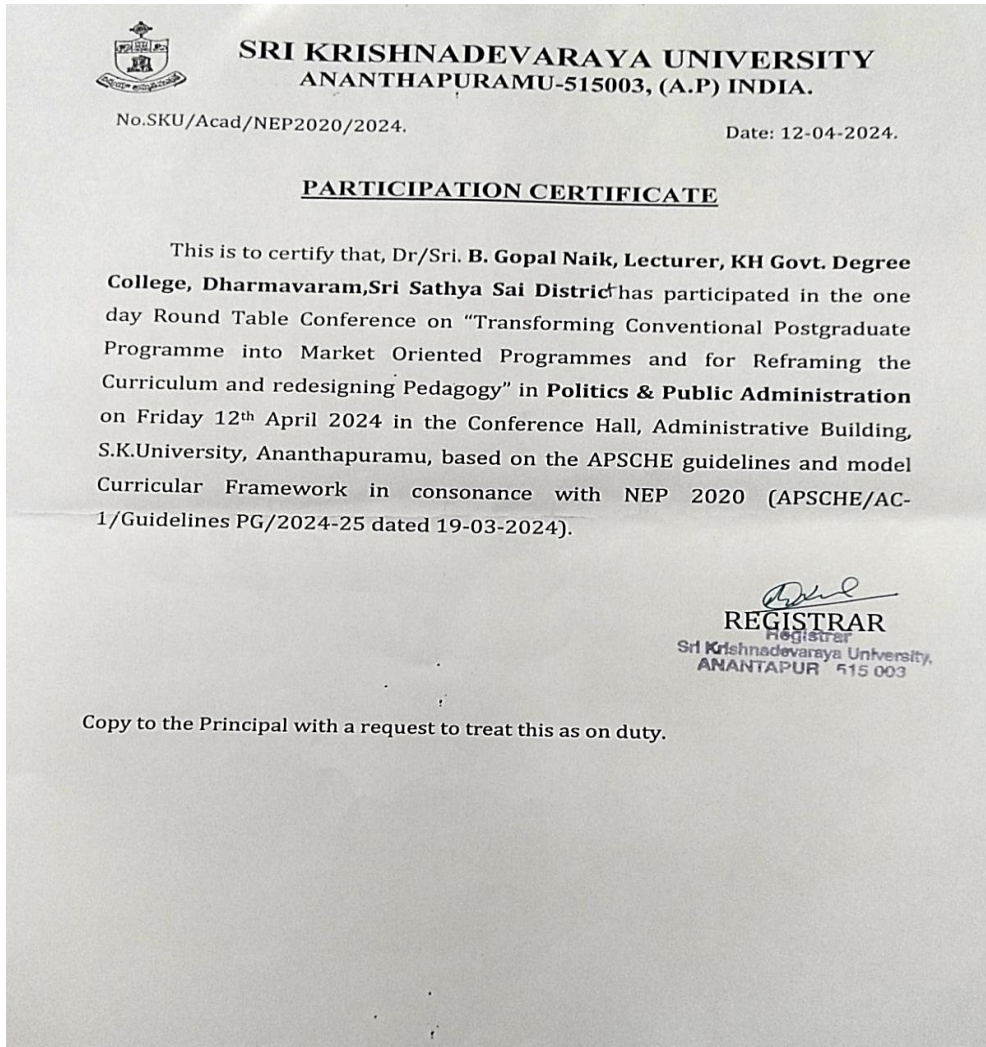 SRI KRISHNADEVARAYA UNIVERSITY
ANANTHAPURAMU-515003, (A.P) INDIA.
No.SKU/Acad/NEP2020/2024.
Date: 12-04-2024.
PARTICIPATION CERTIFICATE
This is to certify that, Dr/Sri. B. Gopal Naik, Lecturer, KH Govt. Degree
College, Dharmavaram,Sri Sathya Sai District has participated in the one
day Round Table Conference on “Transforming Conventional Postgraduate
Programme into Market Oriented Programmes and for Reframing the
Curriculum and redesigning Pedagogy” in Politics & Public Administration
on Friday 12th April 2024 in the Conference Hall, Administrative Building,
S.K.University, Ananthapuramu, based on the APSCHE guidelines and model
Curricular Framework in consonance with NEP 2020 (APSCHE/AC-
1/Guidelines PG/2024-25 dated 19-03-2024).
REGISTRAR
Registrar
Sri Krishnadevaraya University,
ANANTAPUR 515 003
Copy to the Principal with a request to treat this as on duty.